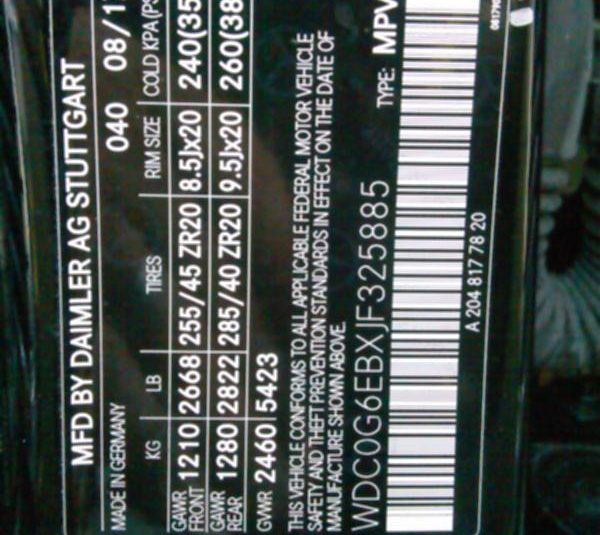 MFD BY DAIMLER AG STUTTGART
MADE IN GERMANY 040 08/1
KG LB TIRES RIM SIZE COLD KPA(PS
GAWR FRONT 1210 2668 255/45 ZR20 8.5Jx20 240(35
GAWR REAR 1280 2822 285/40 ZR20 9.5Jx20 260(38
GVWR 2460 5423
THIS VEHICLE CONFORMS TO ALL APPLICABLE FEDERAL MOTOR VEHICLE
SAFETY AND THEFT PREVENTION STANDARDS IN EFFECT ON THE DATE OF
MANUFACTURE SHOWN ABOVE.
WDC0G6EBXJF325885 TYPE: MPV
A 204 817 78 20